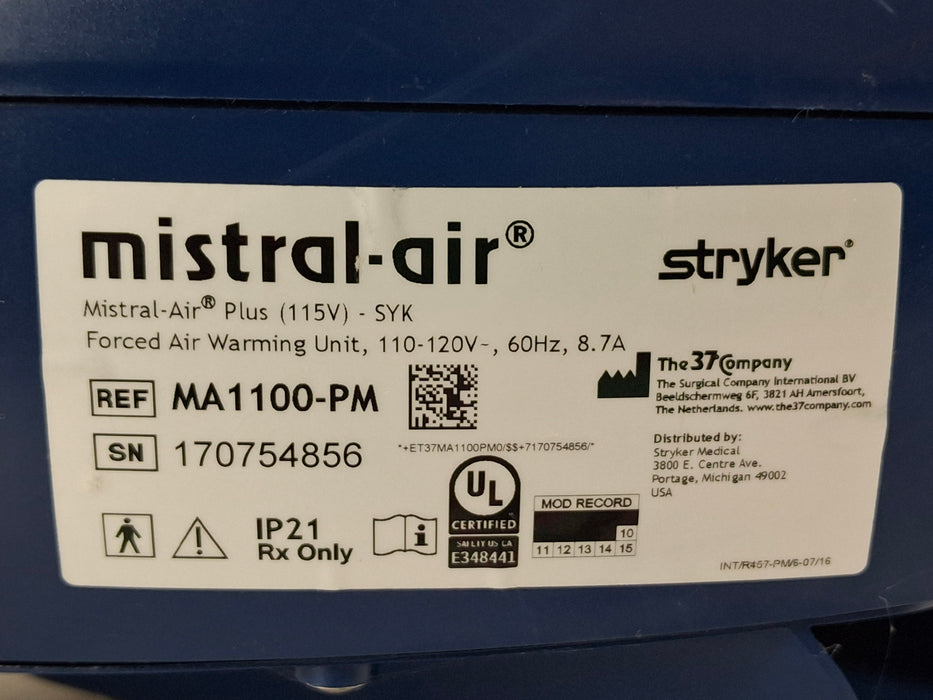 mistral-air®
stryker®
Mistral-Air® Plus (115V) - SYK
Forced Air Warming Unit, 110-120V~, 60Hz, 8.7A
REF MA1100-PM
SN 170754856
*+ET37MA1100PM0/$$+7170754856/*
The 37Company
The Surgical Company International BV
Beeldschermweg 6F, 3821 AH Amersfoort,
The Netherlands. www.the37company.com
Distributed by:
Stryker Medical
3800 E. Centre Ave.
Portage, Michigan 49002
USA
IP21
Rx Only
i
UL
CERTIFIED
SAFETY US CA
E348441
MOD RECORD
10
11 12 13 14 15
INT/R457-PM/6-07/16